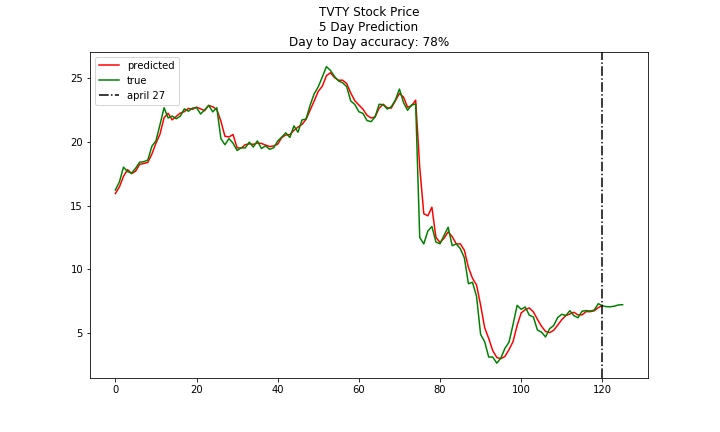 TVTY Stock Price
5 Day Prediction
Day to Day accuracy: 78%
predicted
true
april 27
25
20
15
10
5
0
20
40
60
80
100
120